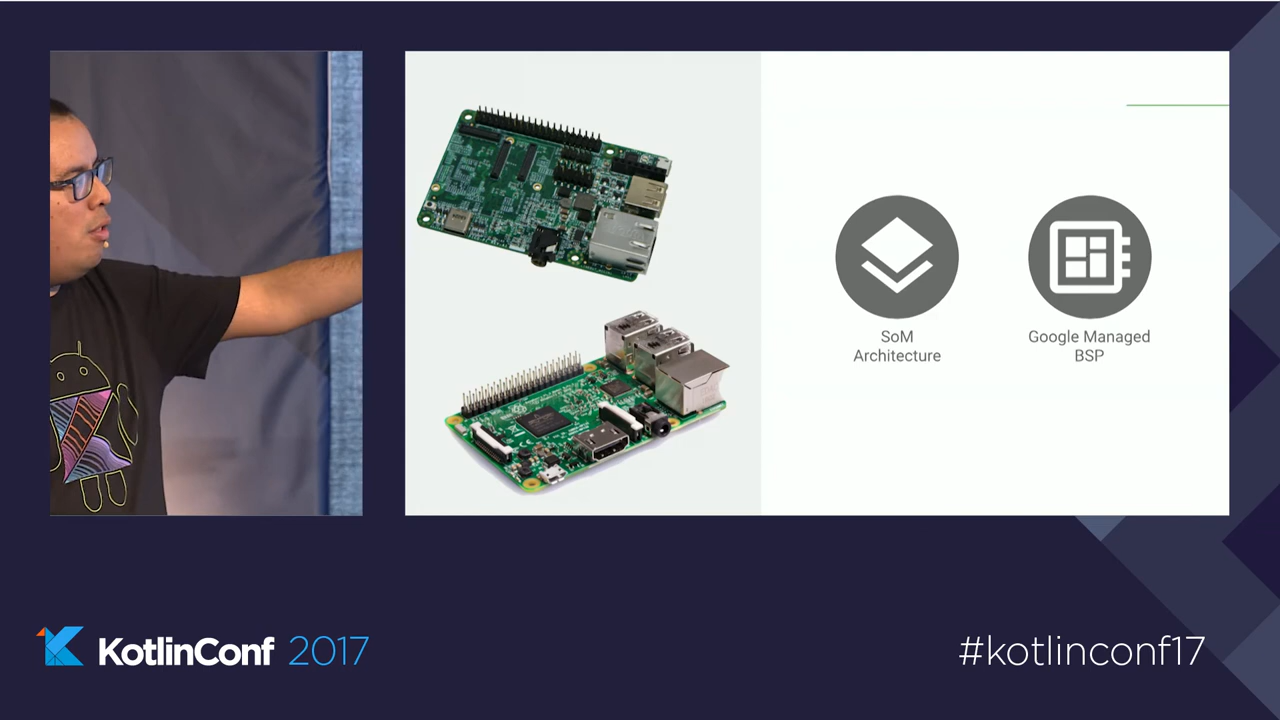 SoM
Architecture
Google Managed
BSP
KotlinConf 2017
#kotlinconf17